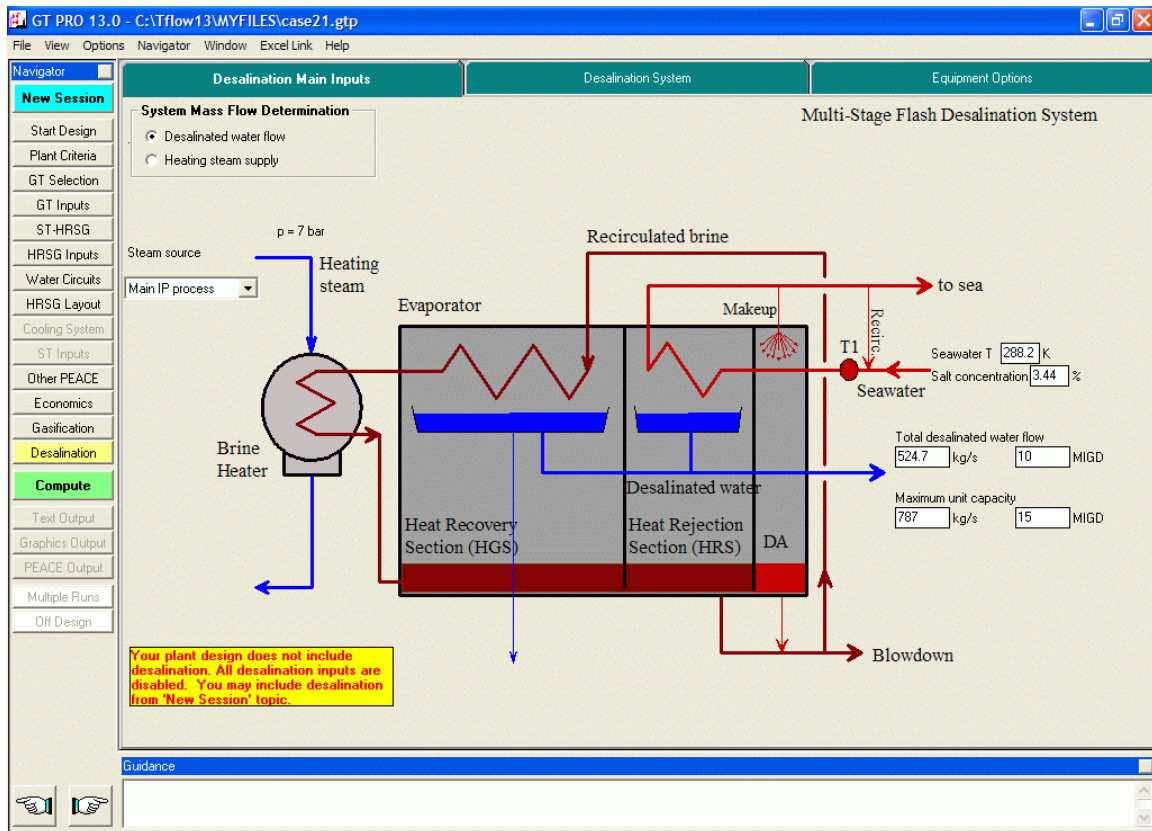 GT PRO 13.0 - C:\Tflow13\MYFILES\case21.gtp
File View Options Navigator Window Excel Link Help
Navigator
New Session
Start Design
Plant Criteria
GT Selection
GT Inputs
ST-HRSG
HRSG Inputs
Water Circuits
HRSG Layout
Cooling System
ST Inputs
Other PEACE
Economics
Gasification
Desalination
Compute
Text Output
Graphics Output
PEACE Output
Multiple Runs
Off Design
Desalination Main Inputs
Desalination System
Equipment Options
System Mass Flow Determination
Desalinated water flow
Heating steam supply
Multi-Stage Flash Desalination System
p = 7 bar
Steam source
Main IP process
Heating
steam
Recirculated brine
to sea
Evaporator
Makeup
Recirc.
T1
Seawater
Seawater T 288.2 K
Salt concentration 3.44 %
Brine
Heater
Total desalinated water flow
524.7 kg/s 10 MIGD
Desalinated water
Maximum unit capacity
787 kg/s 15 MIGD
Heat Recovery
Section (HGS)
Heat Rejection
Section (HRS)
DA
Blowdown
Your plant design does not include
desalination. All desalination inputs are
disabled. You may include desalination
from 'New Session' topic.
Guidance